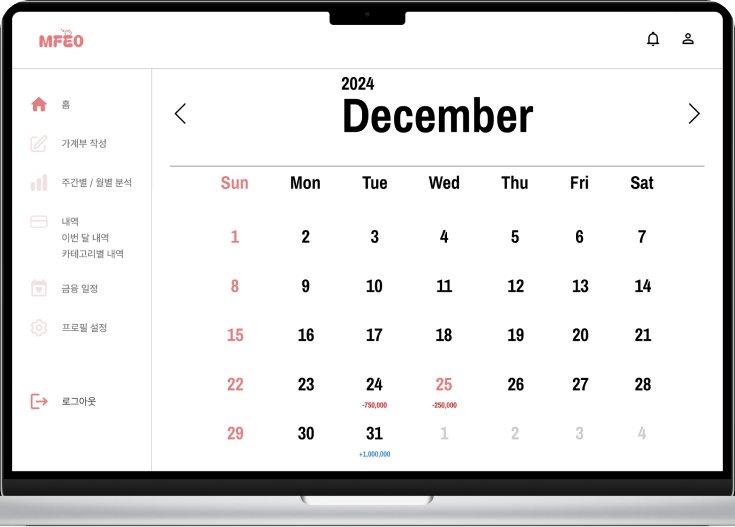 MFEO
홈
가계부 작성
주간별 / 월별 분석
내역
이번 달 내역
카테고리별 내역
금융 일정
프로필 설정
로그아웃
2024
December
Sun Mon Tue Wed Thu Fri Sat
1 2 3 4 5 6 7
8 9 10 11 12 13 14
15 16 17 18 19 20 21
22 23 24 25 26 27 28
-750,000 -250,000
29 30 31 1 2 3 4
+1,000,000